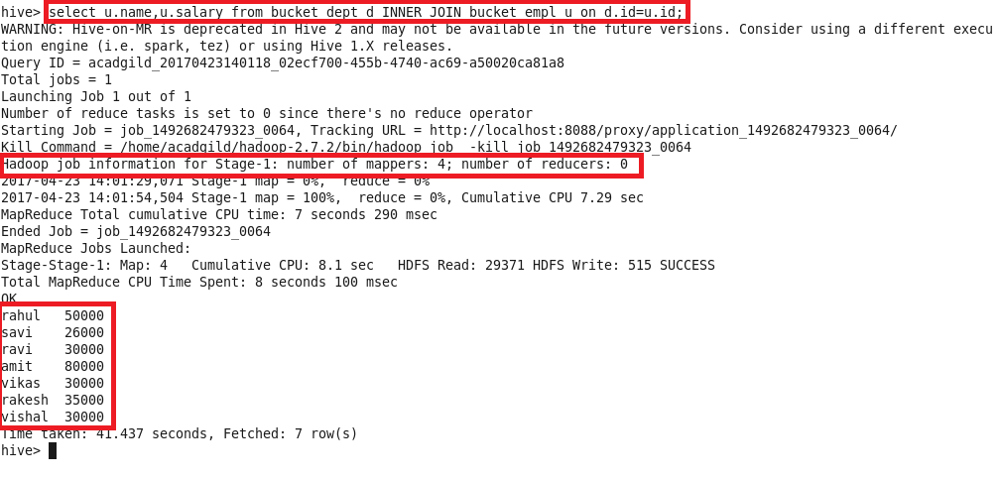 hive> select u.name,u.salary from bucket dept d INNER JOIN bucket empl u on d.id=u.id;
WARNING: Hive-on-MR is deprecated in Hive 2 and may not be available in the future versions. Consider using a different execu
tion engine (i.e. spark, tez) or using Hive 1.X releases.
Query ID = acadgild_20170423140118_02ecf700-455b-4740-ac69-a50020ca81a8
Total jobs = 1
Launching Job 1 out of 1
Number of reduce tasks is set to 0 since there's no reduce operator
Starting Job = job_1492682479323_0064, Tracking URL = http://localhost:8088/proxy/application_1492682479323_0064/
Kill Command = /home/acadgild/hadoop-2.7.2/bin/hadoop job  -kill job_1492682479323_0064
Hadoop job information for Stage-1: number of mappers: 4; number of reducers: 0
2017-04-23 14:01:29,071 Stage-1 map = 0%,  reduce = 0%
2017-04-23 14:01:54,504 Stage-1 map = 100%,  reduce = 0%, Cumulative CPU 7.29 sec
MapReduce Total cumulative CPU time: 7 seconds 290 msec
Ended Job = job_1492682479323_0064
MapReduce Jobs Launched:
Stage-Stage-1: Map: 4   Cumulative CPU: 8.1 sec   HDFS Read: 29371 HDFS Write: 515 SUCCESS
Total MapReduce CPU Time Spent: 8 seconds 100 msec
OK
rahul   50000
savi    26000
ravi    30000
amit    80000
vikas   30000
rakesh  35000
vishal  30000
Time taken: 41.437 seconds, Fetched: 7 row(s)
hive>